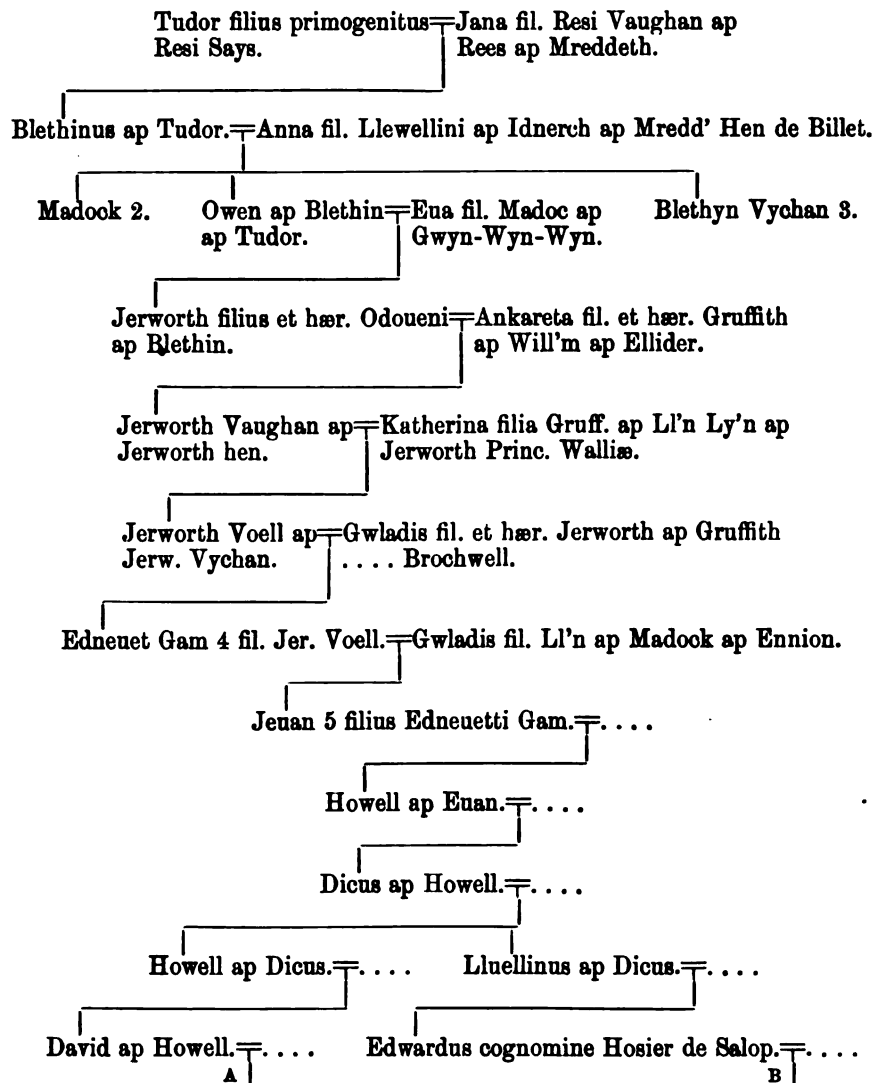 Tudor filius primogenitus Jana fil. Resi Vaughan ap
Resi Says. Rees ap Mreddeth.
Blethinus ap Tudor. Anna fil. Llewellini ap Idnerch ap Mredd' Hen de Billet.
Madock 2. Owen ap Blethin Eua fil. Madoc ap Blethyn Vychan 3.
ap Tudor. Gwyn-Wyn-Wyn.
Jerworth filius et hær. Odoueni Ankareta fil. et hær. Gruffith
ap Blethin. ap Will'm ap Ellider.
Jerworth Vaughan ap Katherina filia Gruff. ap Ll'n Ly'n ap
Jerworth hen. Jerworth Princ. Walliæ.
Jerworth Voell ap Gwladis fil. et hær. Jerworth ap Gruffith
Jerw. Vychan. . . . . Brochwell.
Edneuet Gam 4 fil. Jer. Voell. Gwladis fil. Ll'n ap Madock ap Ennion.
Jeuan 5 filius Edneuetti Gam. . . . .
Howell ap Euan. . . . .
Dicus ap Howell. . . . .
Howell ap Dicus. . . . . Lluellinus ap Dicus. . . . .
David ap Howell. . . . . Edwardus cognomine Hosier de Salop. . . . .
A B